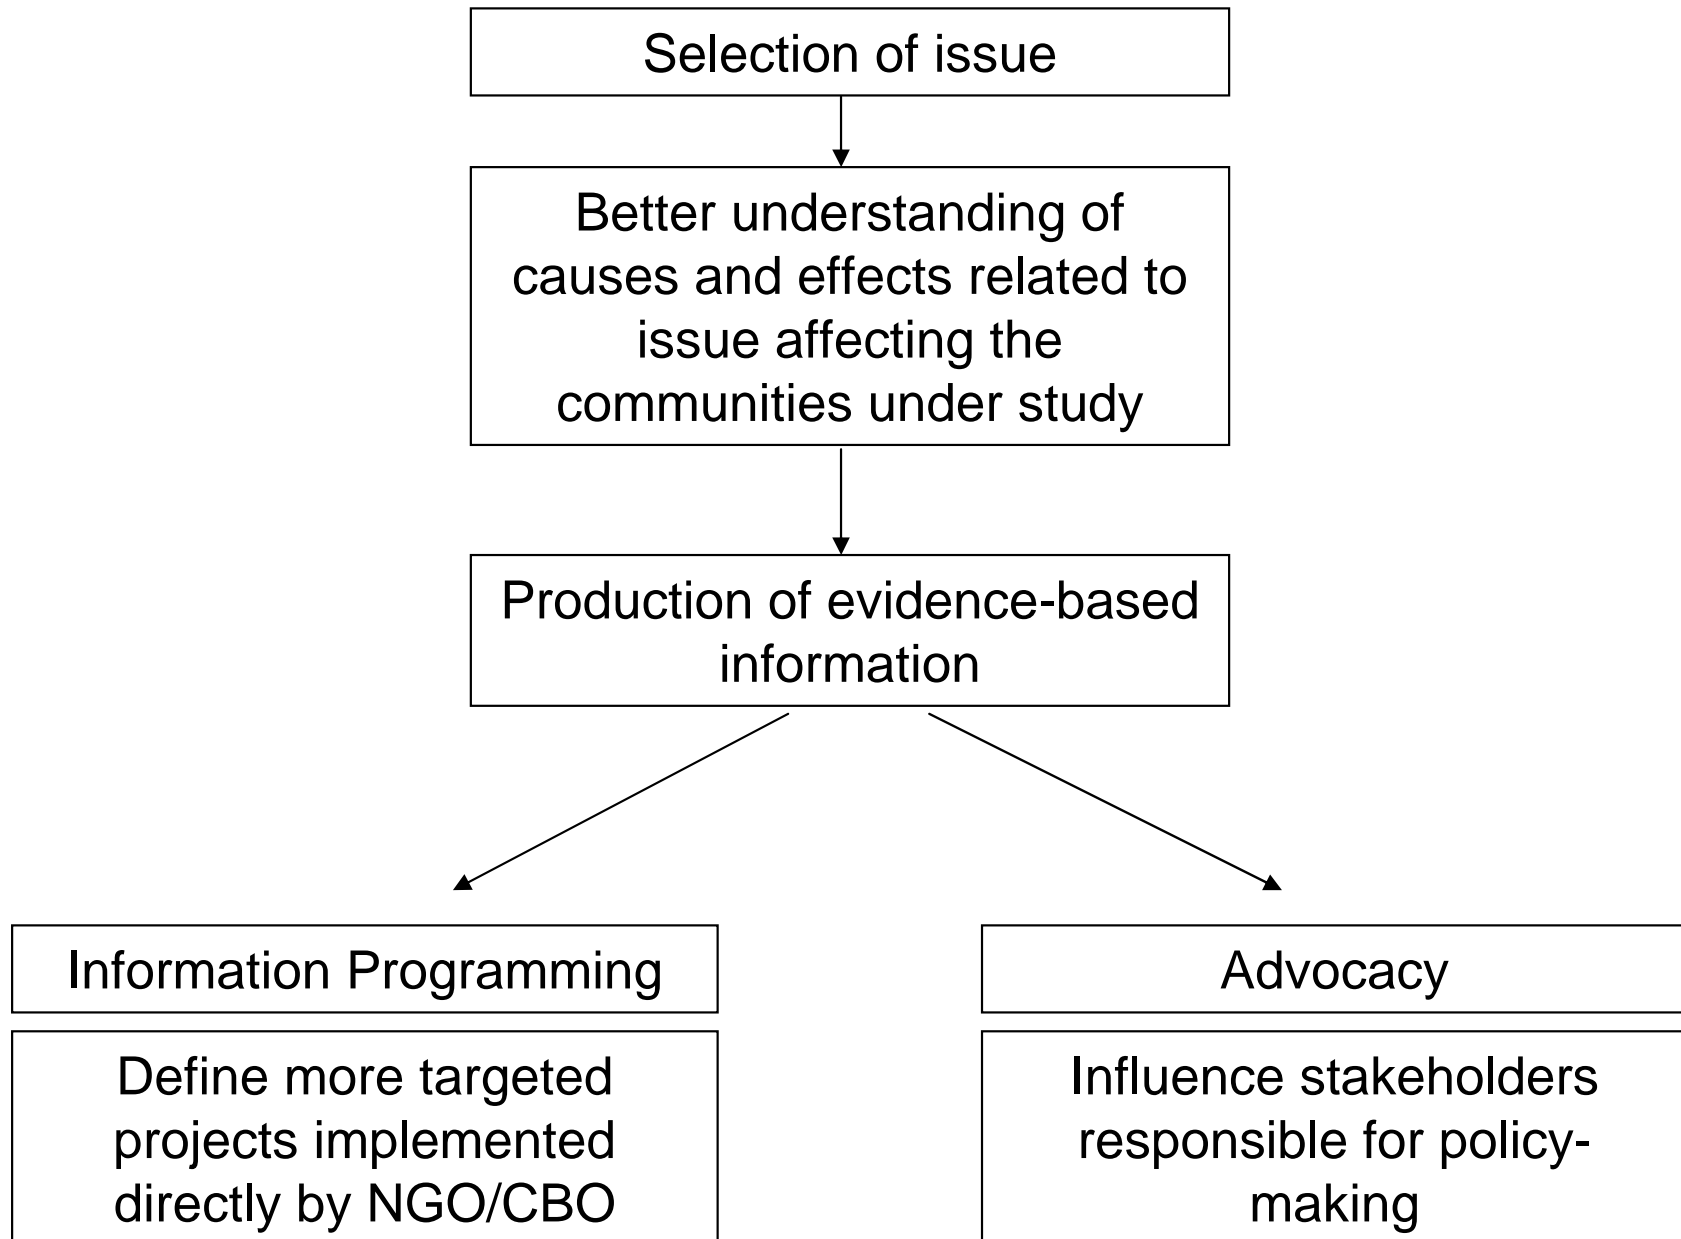 Selection of issue
Better understanding of
causes and effects related to
issue affecting the
communities under study
Production of evidence-based
information
Information Programming
Define more targeted
projects implemented
directly by NGO/CBO
Advocacy
Influence stakeholders
responsible for policy-
making